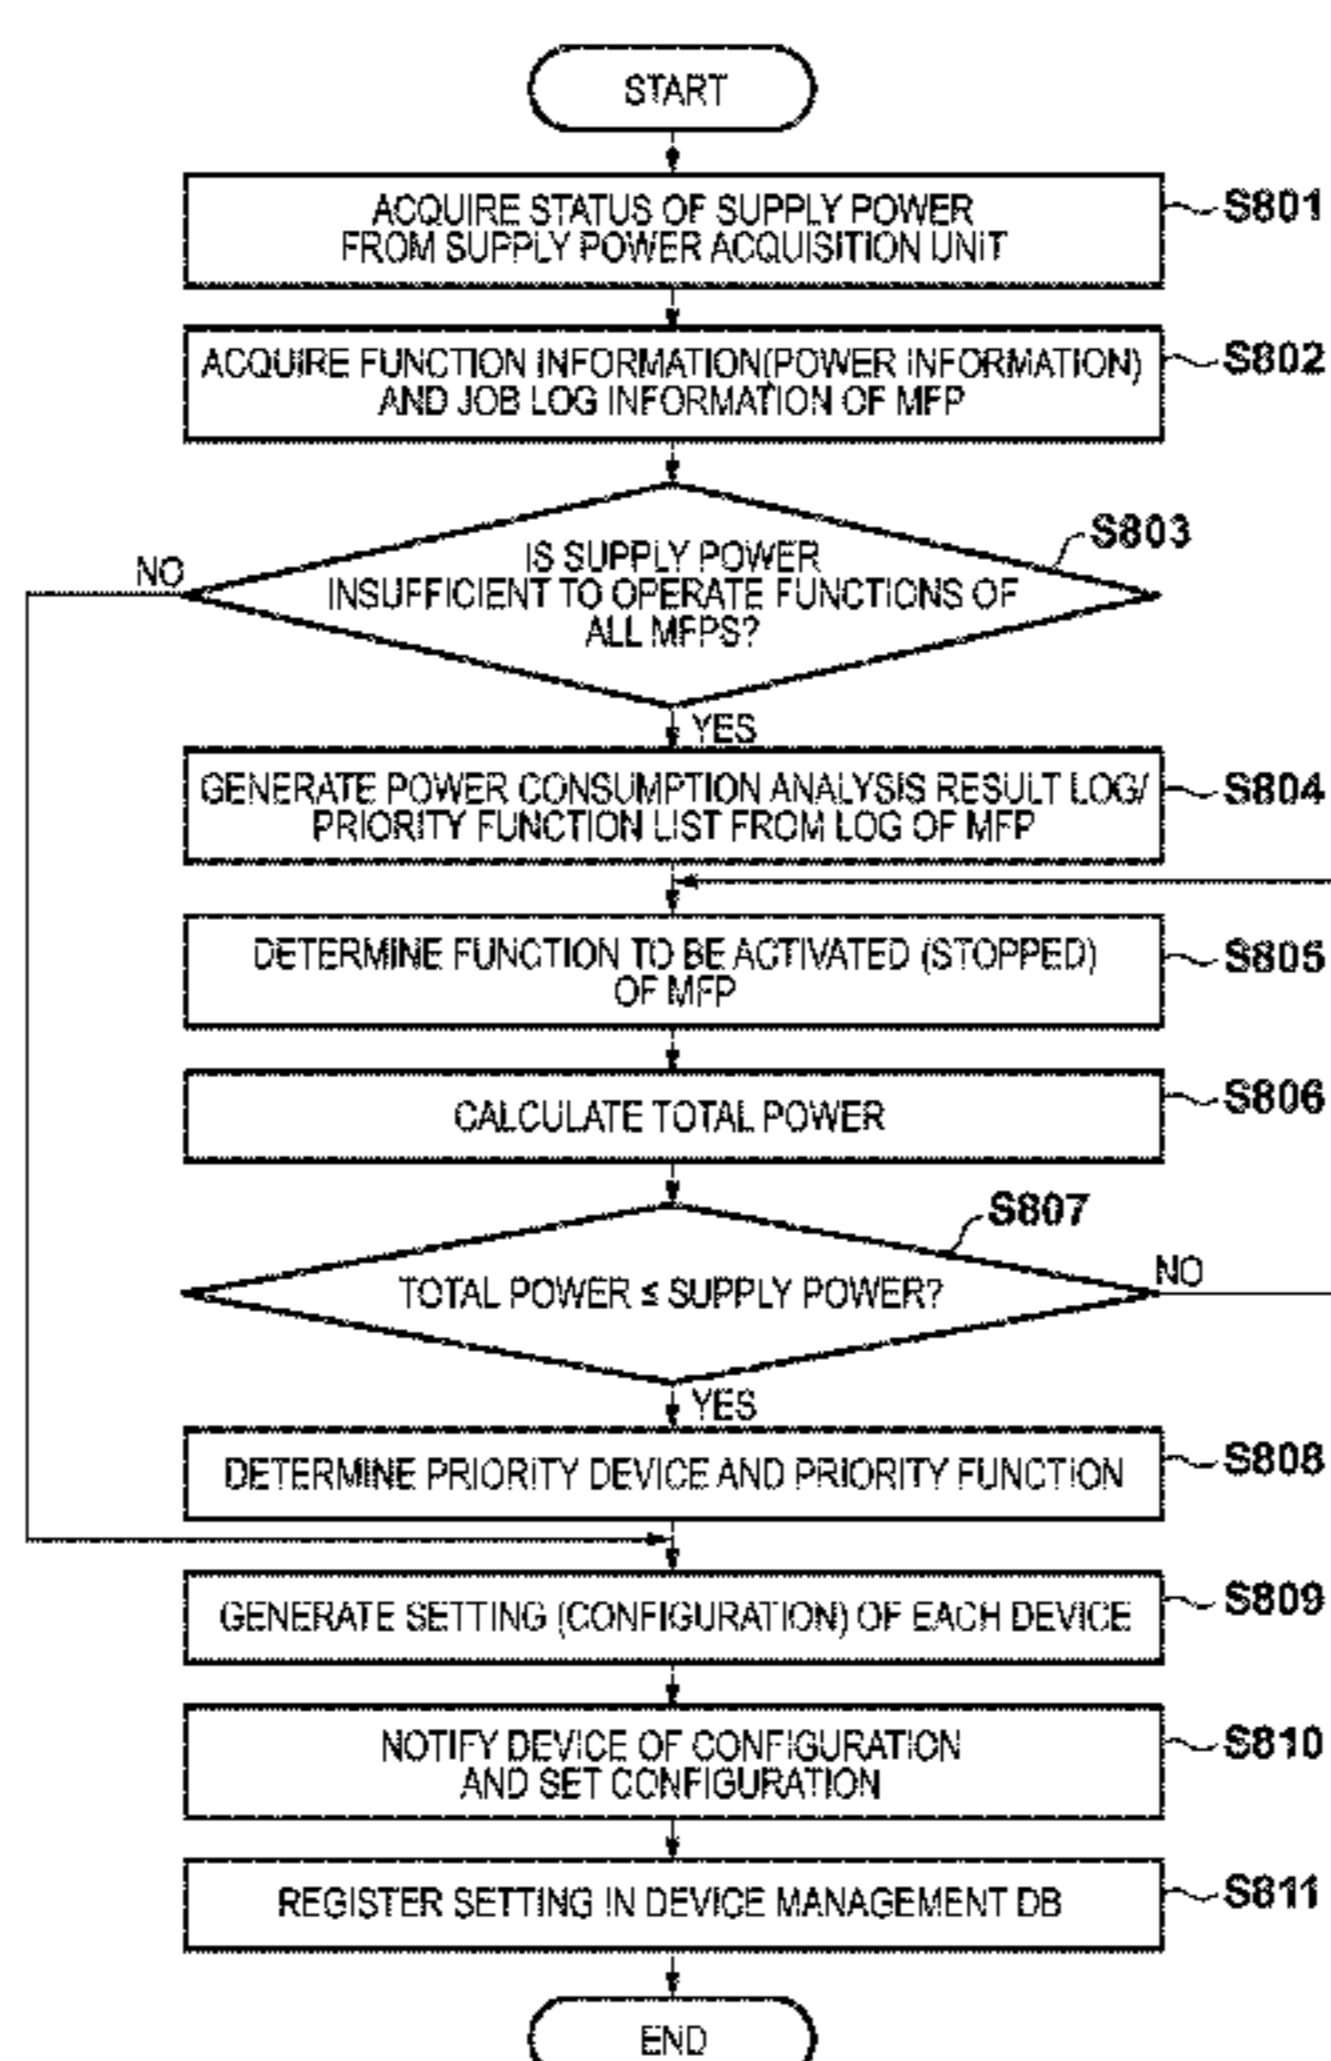 START
ACQUIRE STATUS OF SUPPLY POWER
FROM SUPPLY POWER ACQUISITION UNIT
S801
ACQUIRE FUNCTION INFORMATION(POWER INFORMATION)
AND JOB LOG INFORMATION OF MFP
S802
S803
NO
IS SUPPLY POWER
INSUFFICIENT TO OPERATE FUNCTIONS OF
ALL MFPS?
YES
GENERATE POWER CONSUMPTION ANALYSIS RESULT LOG/
PRIORITY FUNCTION LIST FROM LOG OF MFP
S804
DETERMINE FUNCTION TO BE ACTIVATED (STOPPED)
OF MFP
S805
CALCULATE TOTAL POWER
S806
S807
TOTAL POWER ≤ SUPPLY POWER?
NO
YES
DETERMINE PRIORITY DEVICE AND PRIORITY FUNCTION
S808
GENERATE SETTING (CONFIGURATION) OF EACH DEVICE
S809
NOTIFY DEVICE OF CONFIGURATION
AND SET CONFIGURATION
S810
REGISTER SETTING IN DEVICE MANAGEMENT DB
S811
END